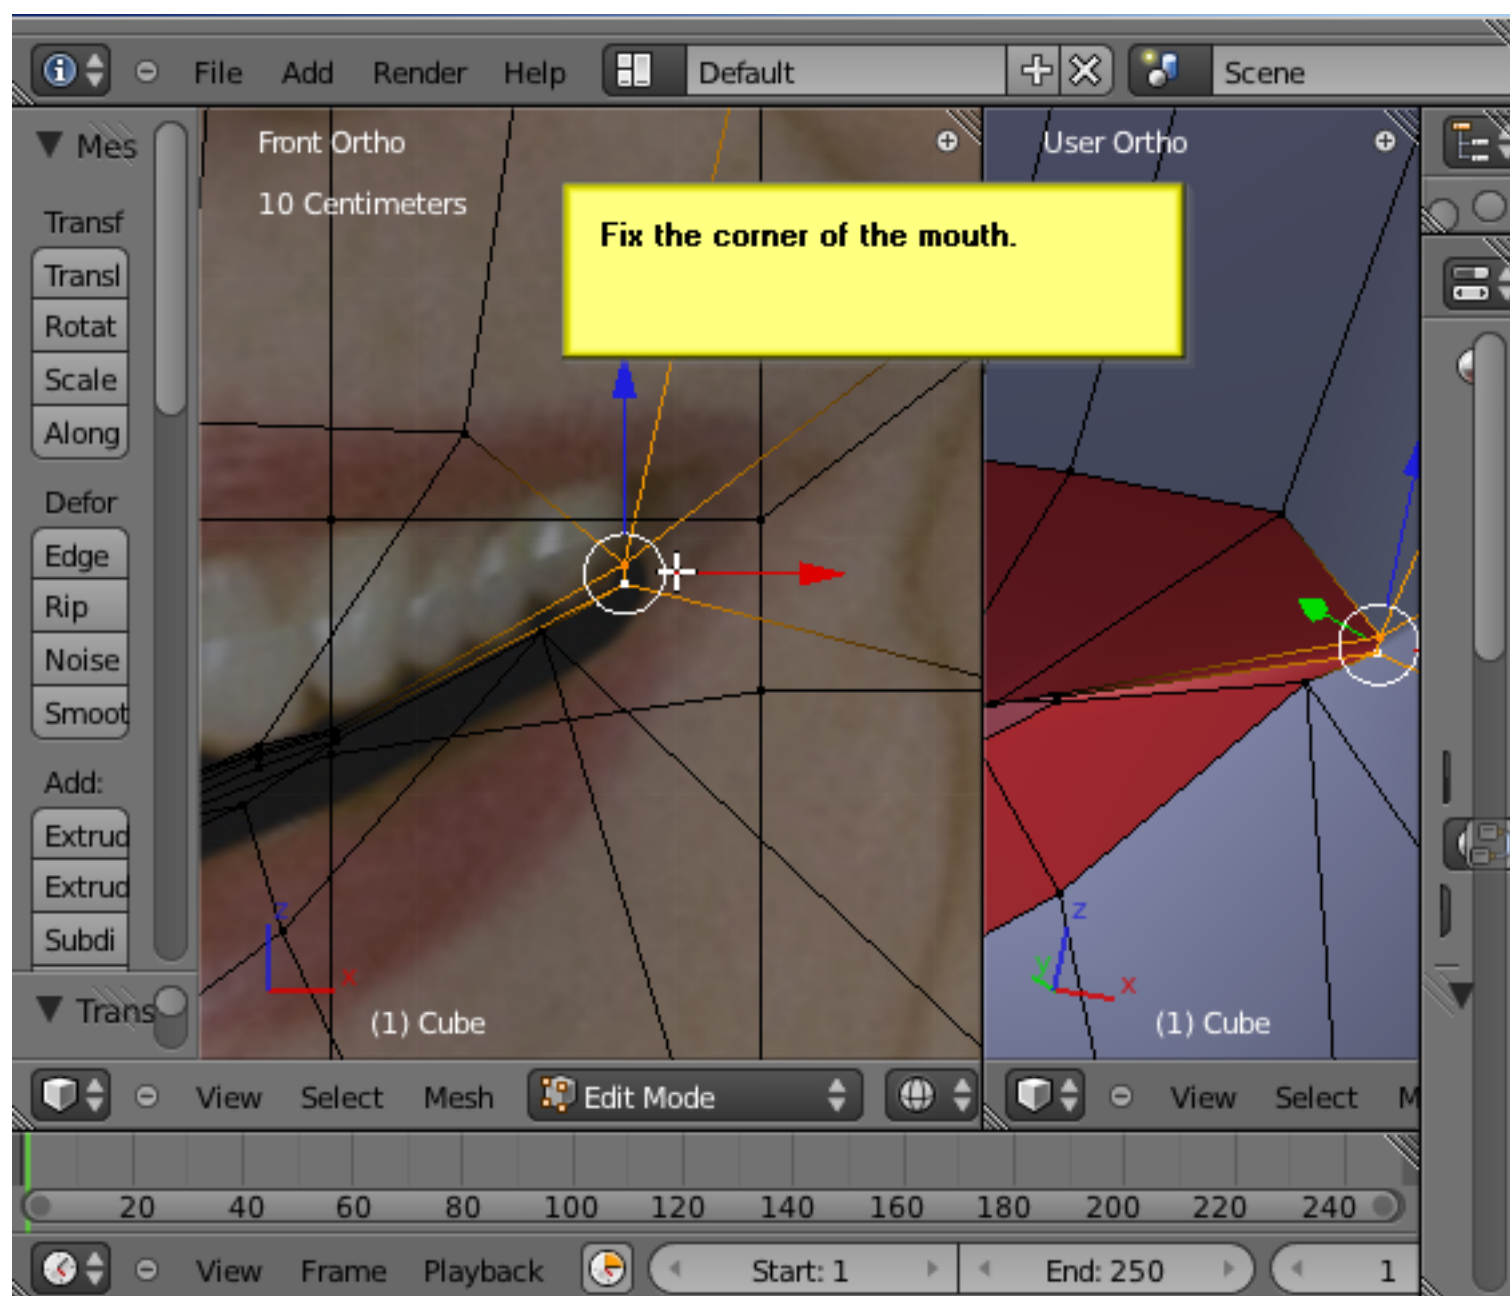 File Add Render Help Default Scene
Mes
Transf
Transl
Rotat
Scale
Along
Defor
Edge
Rip
Noise
Smoot
Add:
Extrud
Extrud
Subdi
Trans
Front Ortho
10 Centimeters
User Ortho
Fix the corner of the mouth.
z
x
(1) Cube
z
y
x
(1) Cube
View Select Mesh Edit Mode
View Select M
20 40 60 80 100 120 140 160 180 200 220 240
View Frame Playback Start: 1 End: 250 1